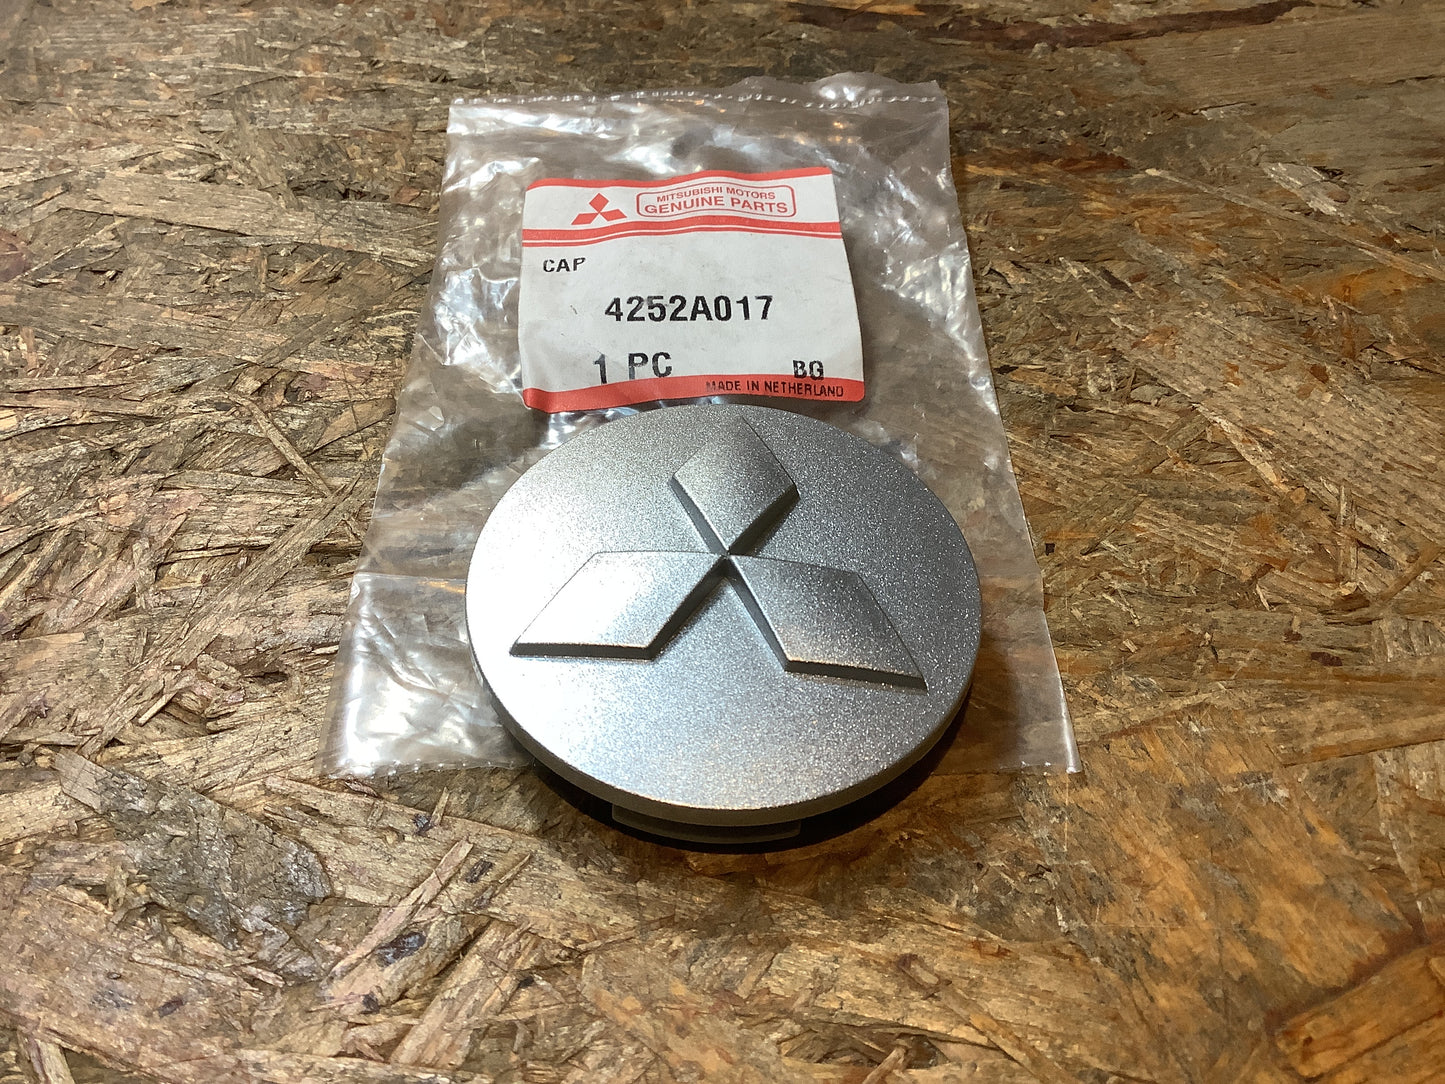 MITSUBISHI MOTORS
GENUINE PARTS
CAP
4252A017
1 PC
BG
MADE IN NETHERLAND